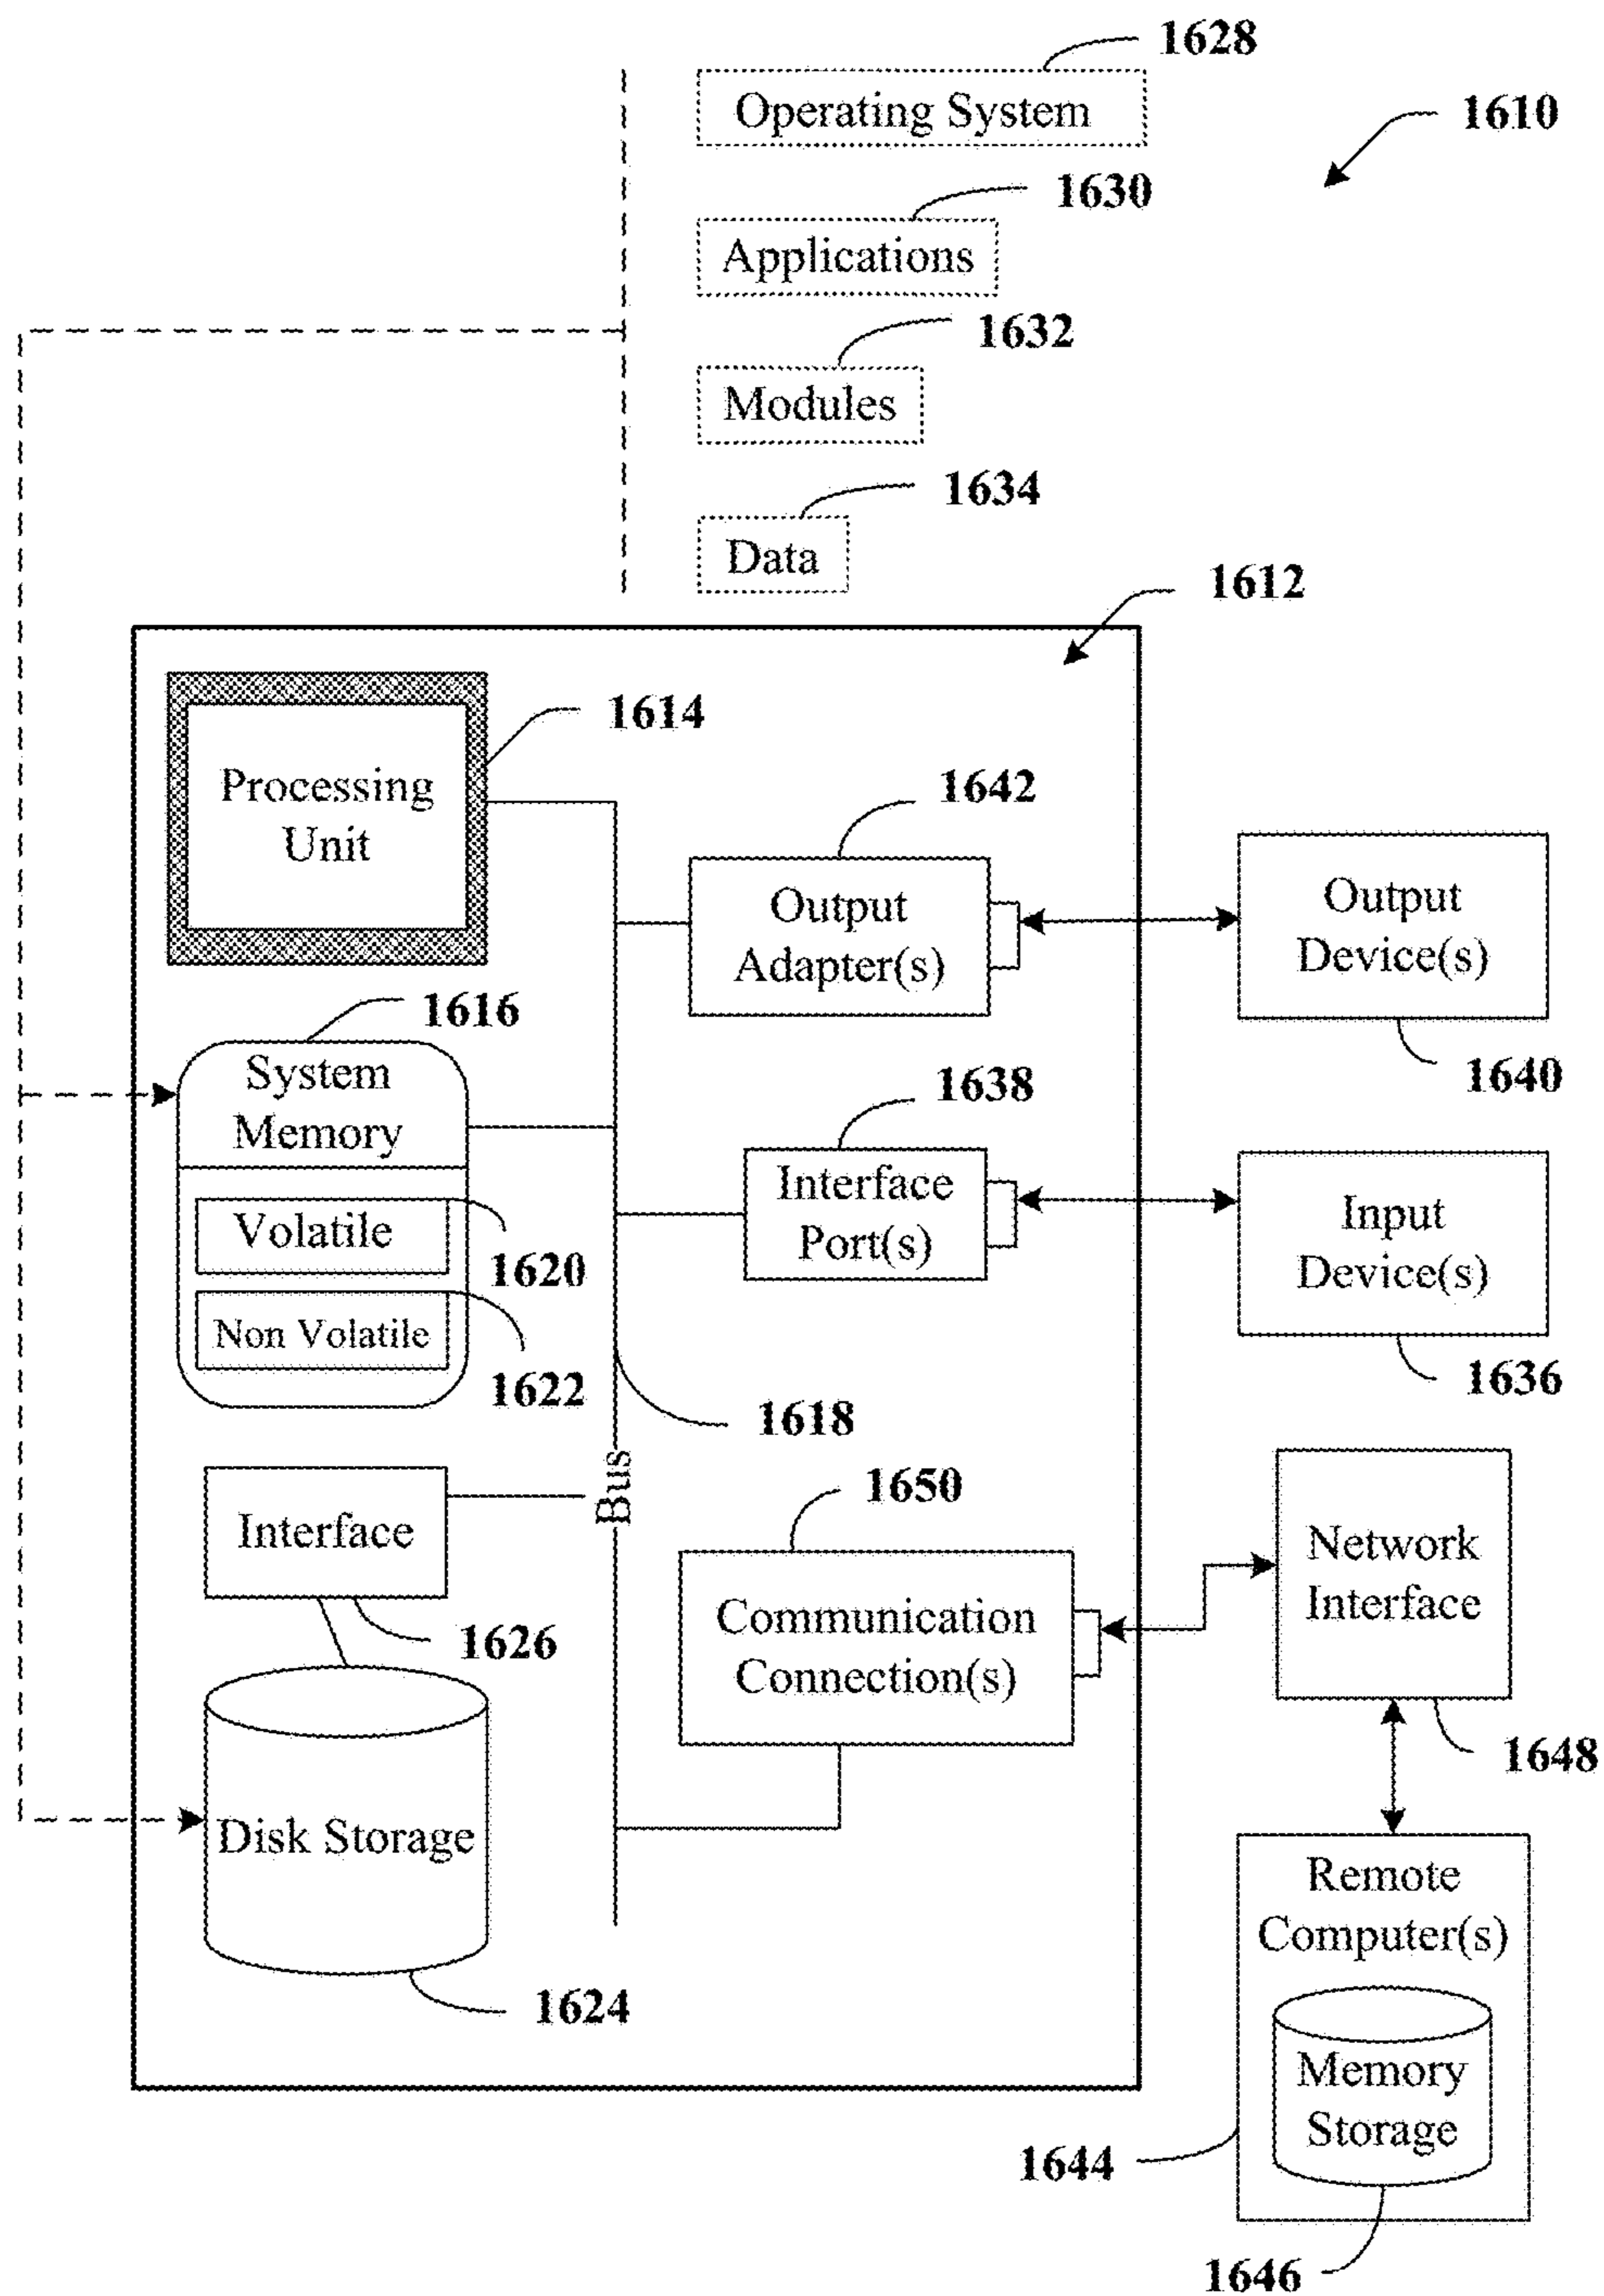 1628
Operating System
1610
1630
Applications
1632
Modules
1634
Data
1612
1614
Processing
Unit
1642
Output
Adapter(s)
Output
Device(s)
1640
1616
System
Memory
Volatile
1620
Non Volatile
1622
1638
Interface
Port(s)
Input
Device(s)
1636
1618
Bus
Interface
1626
1650
Communication
Connection(s)
Network
Interface
1648
Disk Storage
1624
Remote
Computer(s)
Memory
Storage
1644
1646